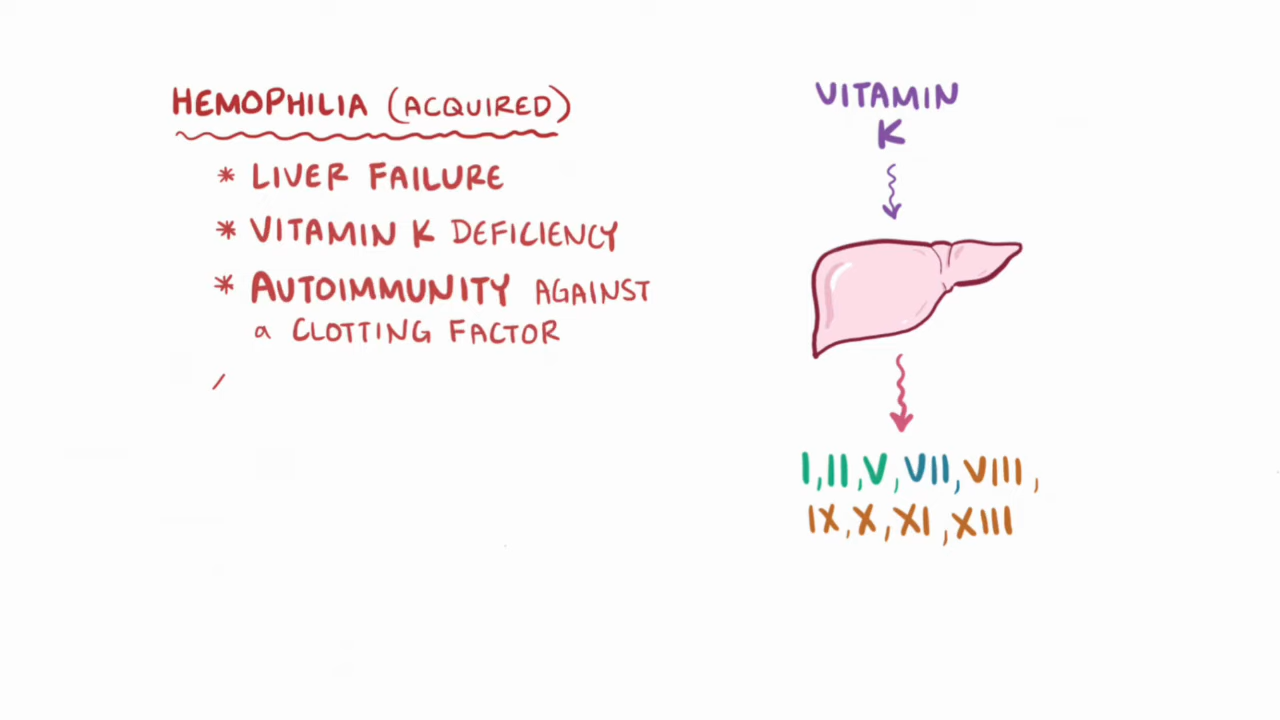 HEMOPHILIA (ACQUIRED)
* LIVER FAILURE
* VITAMIN K DEFICIENCY
* AUTOIMMUNITY AGAINST
a CLOTTING FACTOR
VITAMIN
K
I, II, V, VII, VIII,
IX, X, XI, XIII